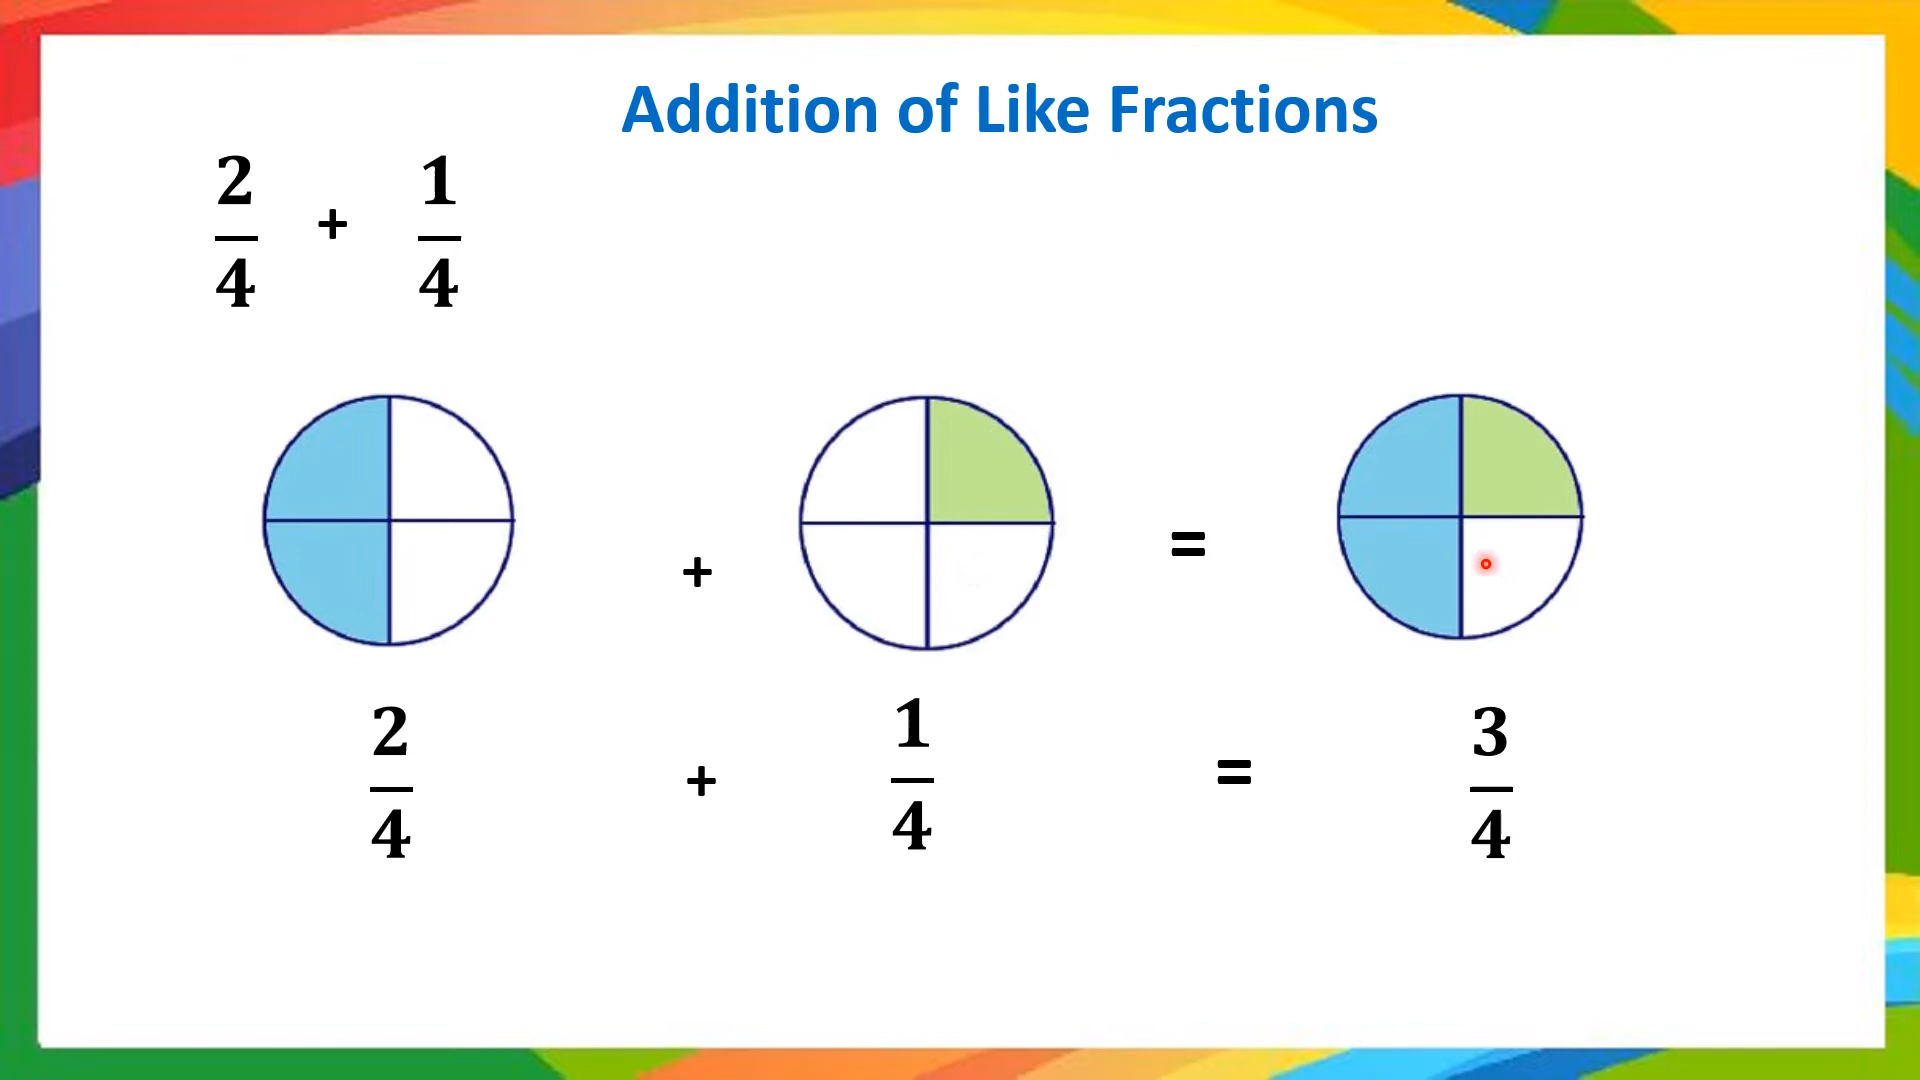 Addition of Like Fractions
2/4 + 1/4
+ =
2/4 + 1/4 = 3/4